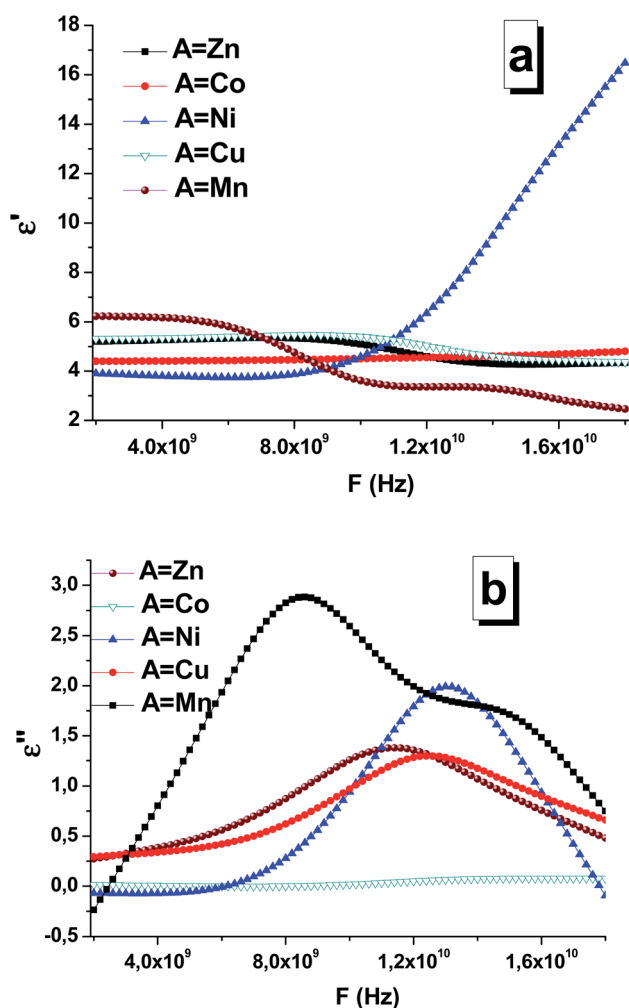 18
16
14
12
10
8
6
4
2
ε'
A=Zn
A=Co
A=Ni
A=Cu
A=Mn
a
4.0x10⁹
8.0x10⁹
1.2x10¹⁰
1.6x10¹⁰
F (Hz)
3,0
2,5
2,0
1,5
1,0
0,5
0,0
-0,5
ε"
A=Zn
A=Co
A=Ni
A=Cu
A=Mn
b
4,0x10⁹
8,0x10⁹
1,2x10¹⁰
1,6x10¹⁰
F (Hz)